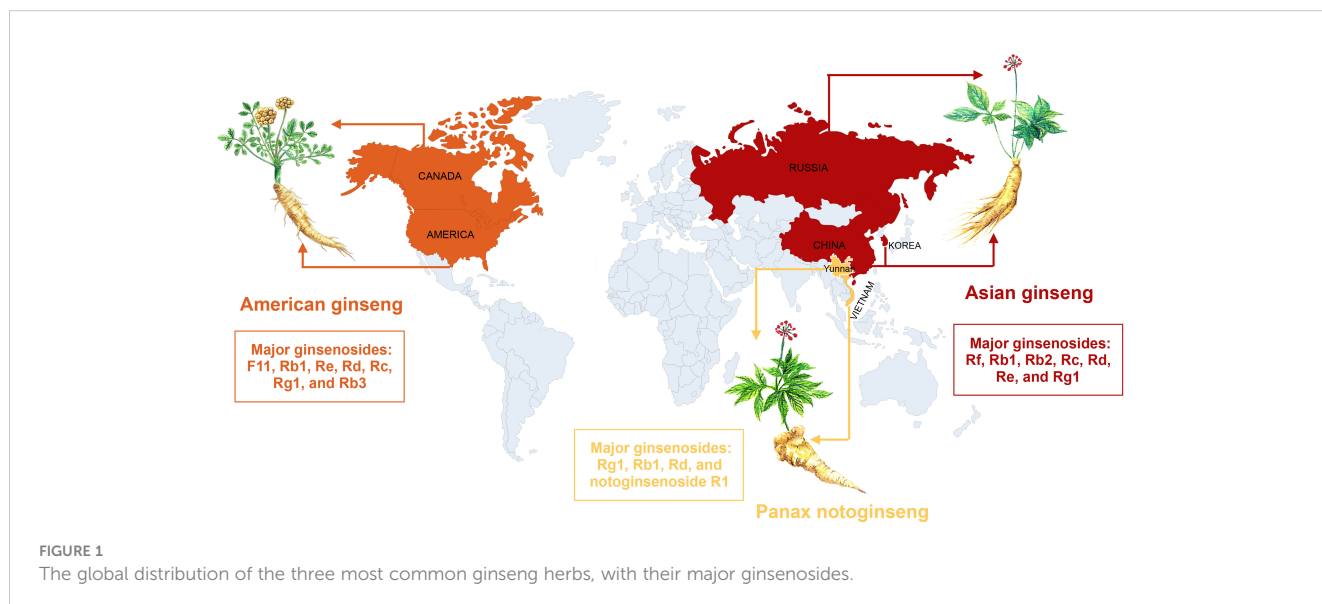 CANADA
AMERICA
RUSSIA
CHINA
KOREA
Yunnan
VIETNAM
American ginseng
Major ginsenosides:
F11, Rb1, Re, Rd, Rc,
Rg1, and Rb3
Asian ginseng
Major ginsenosides:
Rf, Rb1, Rb2, Rc, Rd,
Re, and Rg1
Major ginsenosides:
Rg1, Rb1, Rd, and
notoginsenoside R1
Panax notoginseng
FIGURE 1
The global distribution of the three most common ginseng herbs, with their major ginsenosides.